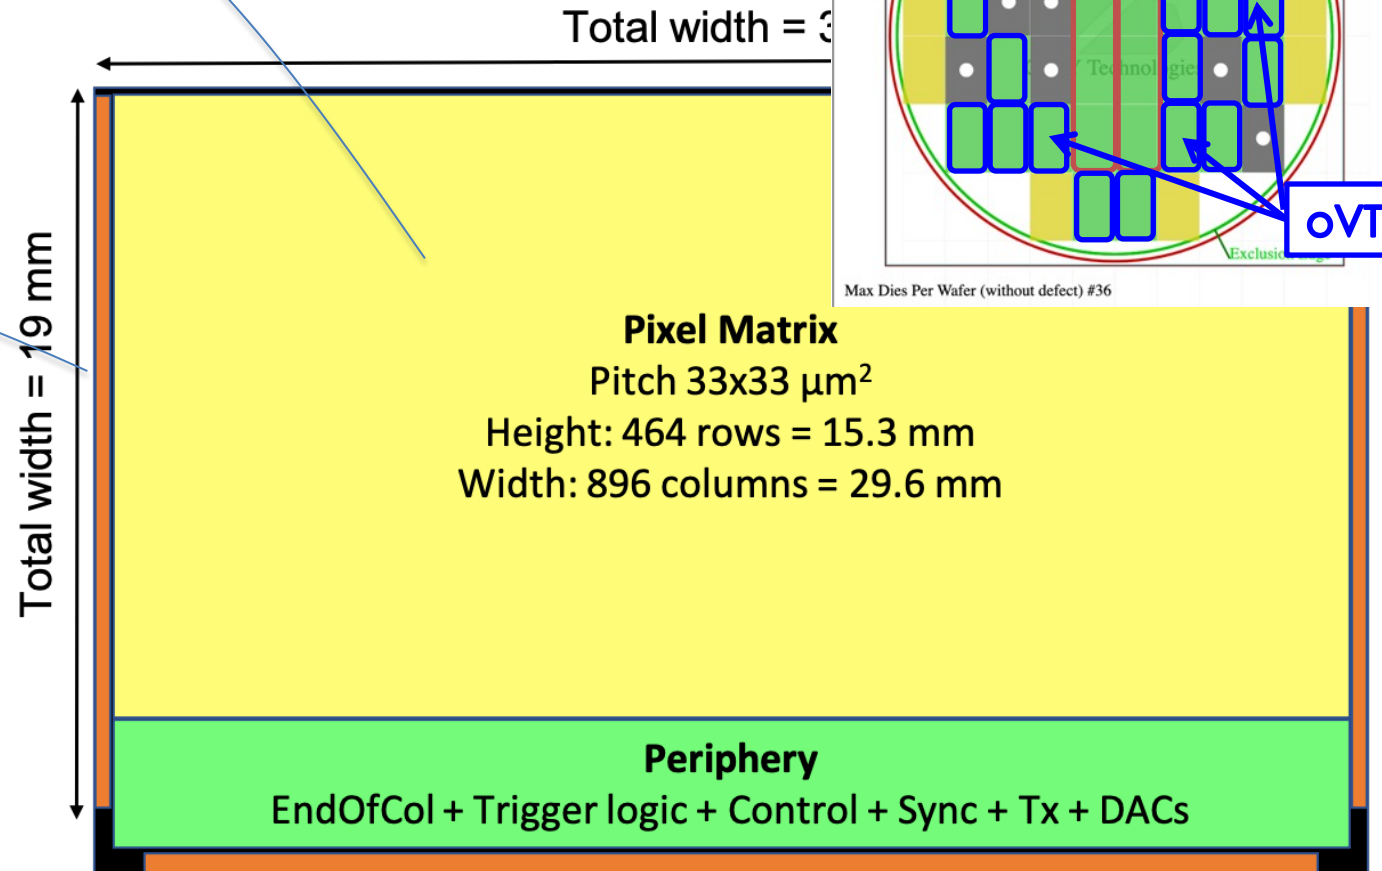 Total width = 3
Technologies
oVT
Exclusion Edge
Max Dies Per Wafer (without defect) #36
Total width = 19 mm
Pixel Matrix
Pitch 33x33 µm²
Height: 464 rows = 15.3 mm
Width: 896 columns = 29.6 mm
Periphery
EndOfCol + Trigger logic + Control + Sync + Tx + DACs